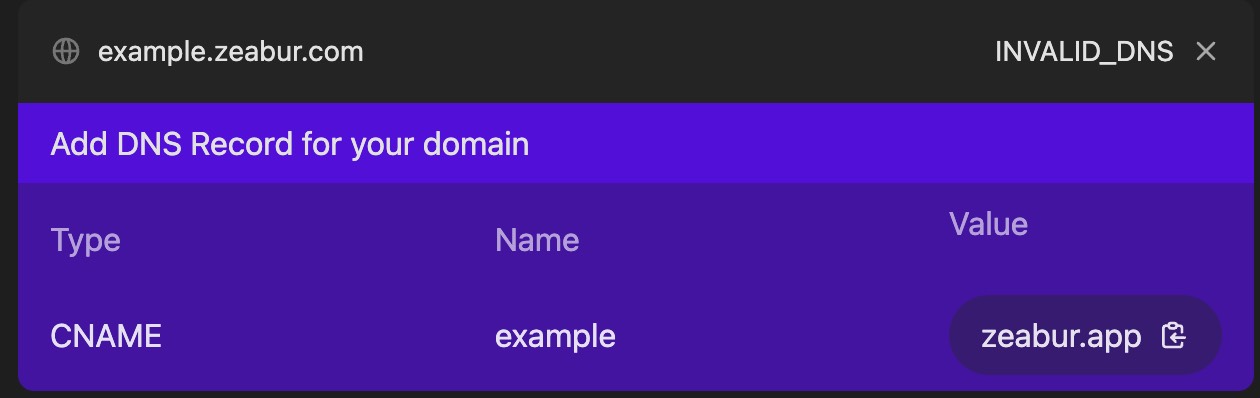 example.zeabur.com INVALID_DNS
Add DNS Record for your domain
Type Name Value
CNAME example zeabur.app